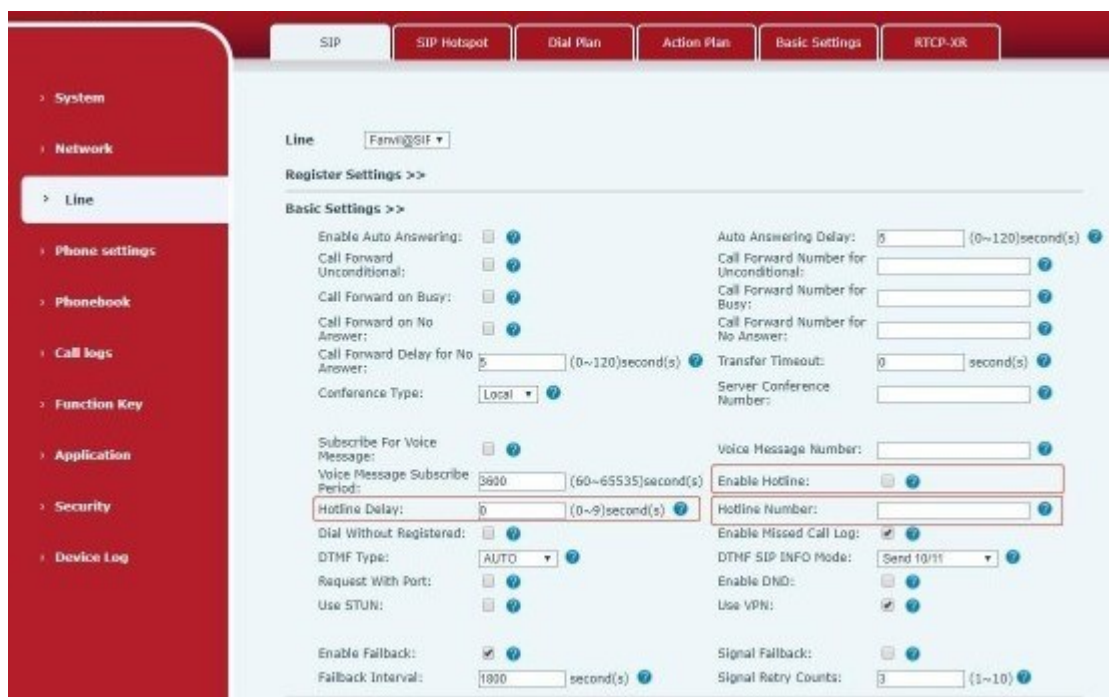 SIP SIP Hotspot Dial Plan Action Plan Basic Settings RTCP-XR
System
Network
Line
Phone settings
Phonebook
Call logs
Function Key
Application
Security
Device Log
Line Fanvil@SIF
Register Settings >>
Basic Settings >>
Enable Auto Answering: Auto Answering Delay: 5 (0~120)second(s)
Call Forward Unconditional: Call Forward Number for Unconditional:
Call Forward on Busy: Call Forward Number for Busy:
Call Forward on No Answer: Call Forward Number for No Answer:
Call Forward Delay for No Answer: 5 (0~120)second(s) Transfer Timeout: 0 second(s)
Conference Type: Local Server Conference Number:
Subscribe For Voice Message: Voice Message Number:
Voice Message Subscribe Period: 3600 (60~65535)second(s) Enable Hotline:
Hotline Delay: 0 (0~9)second(s) Hotline Number:
Dial Without Registered: Enable Missed Call Log:
DTMF Type: AUTO DTMF SIP INFO Mode: Send 10/11
Request With Port: Enable DND:
Use STUN: Use VPN:
Enable Failback: Signal Failback:
Failback Interval: 1800 second(s) Signal Retry Counts: 3 (1~10)